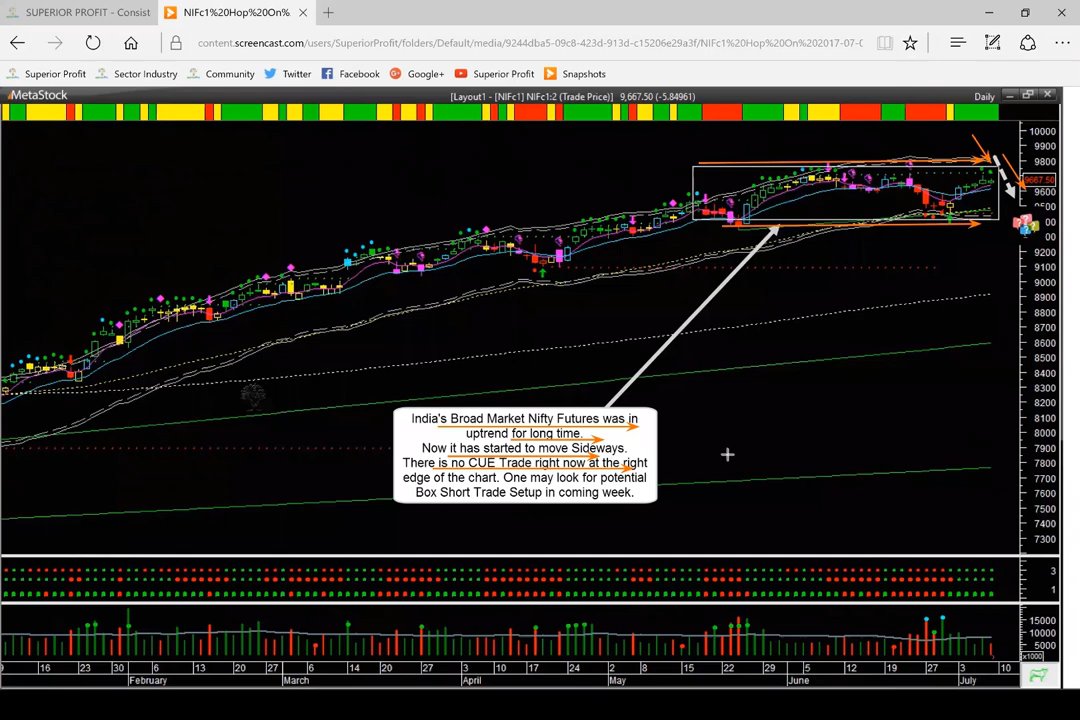 SUPERIOR PROFIT - Consist
NIFc1%20Hop%20On%20
content.screencast.com/users/SuperiorProfit/folders/Default/media/9244dba5-09c8-423d-913d-c15206e29a3f/NIFc1%20Hop%20On%202017-07-0
Superior Profit Sector Industry Community Twitter Facebook Google+ Superior Profit Snapshots
MetaStock
[Layout1 - [NIFc1] NIFc1:2 (Trade Price)] 9,667.50 (-5.84961) Daily
10000
9900
9800
9667.50
9600
9200
9100
9000
8900
8800
8700
8600
8500
8400
8300
8200
8100
8000
7900
7800
7700
7600
7500
7400
7300
India's Broad Market Nifty Futures was in
uptrend for long time.
Now it has started to move Sideways.
There is no CUE Trade right now at the right
edge of the chart. One may look for potential
Box Short Trade Setup in coming week.
3
1
15000
10000
5000
x1000
9 16 23 30 6 13 20 27 6 14 20 27 3 10 17 24 2 8 15 22 29 5 12 19 27 3 10
February March April May June July